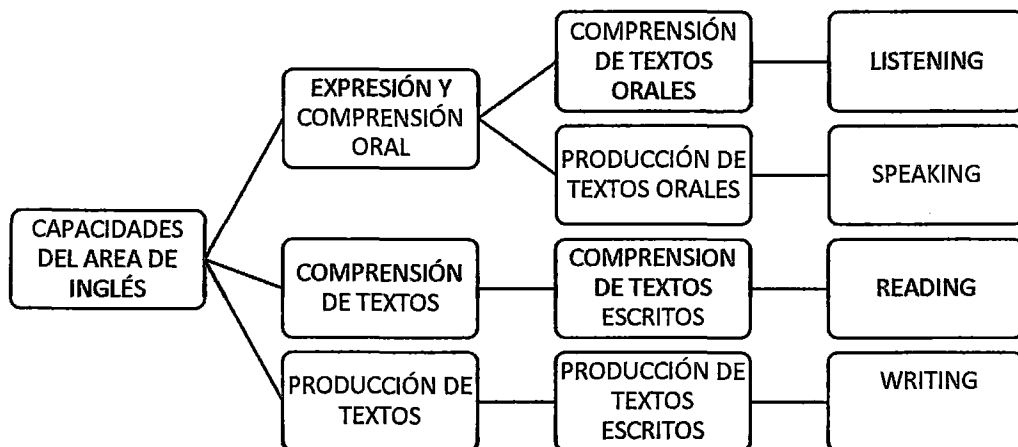 CAPACIDADES
DEL AREA DE
INGLÉS
EXPRESIÓN Y
COMPRENSIÓN
ORAL
COMPRENSIÓN
DE TEXTOS
ORALES
LISTENING
PRODUCCIÓN DE
TEXTOS ORALES
SPEAKING
COMPRENSIÓN
DE TEXTOS
COMPRENSION
DE TEXTOS
ESCRITOS
READING
PRODUCCIÓN DE
TEXTOS
PRODUCCIÓN DE
TEXTOS
ESCRITOS
WRITING